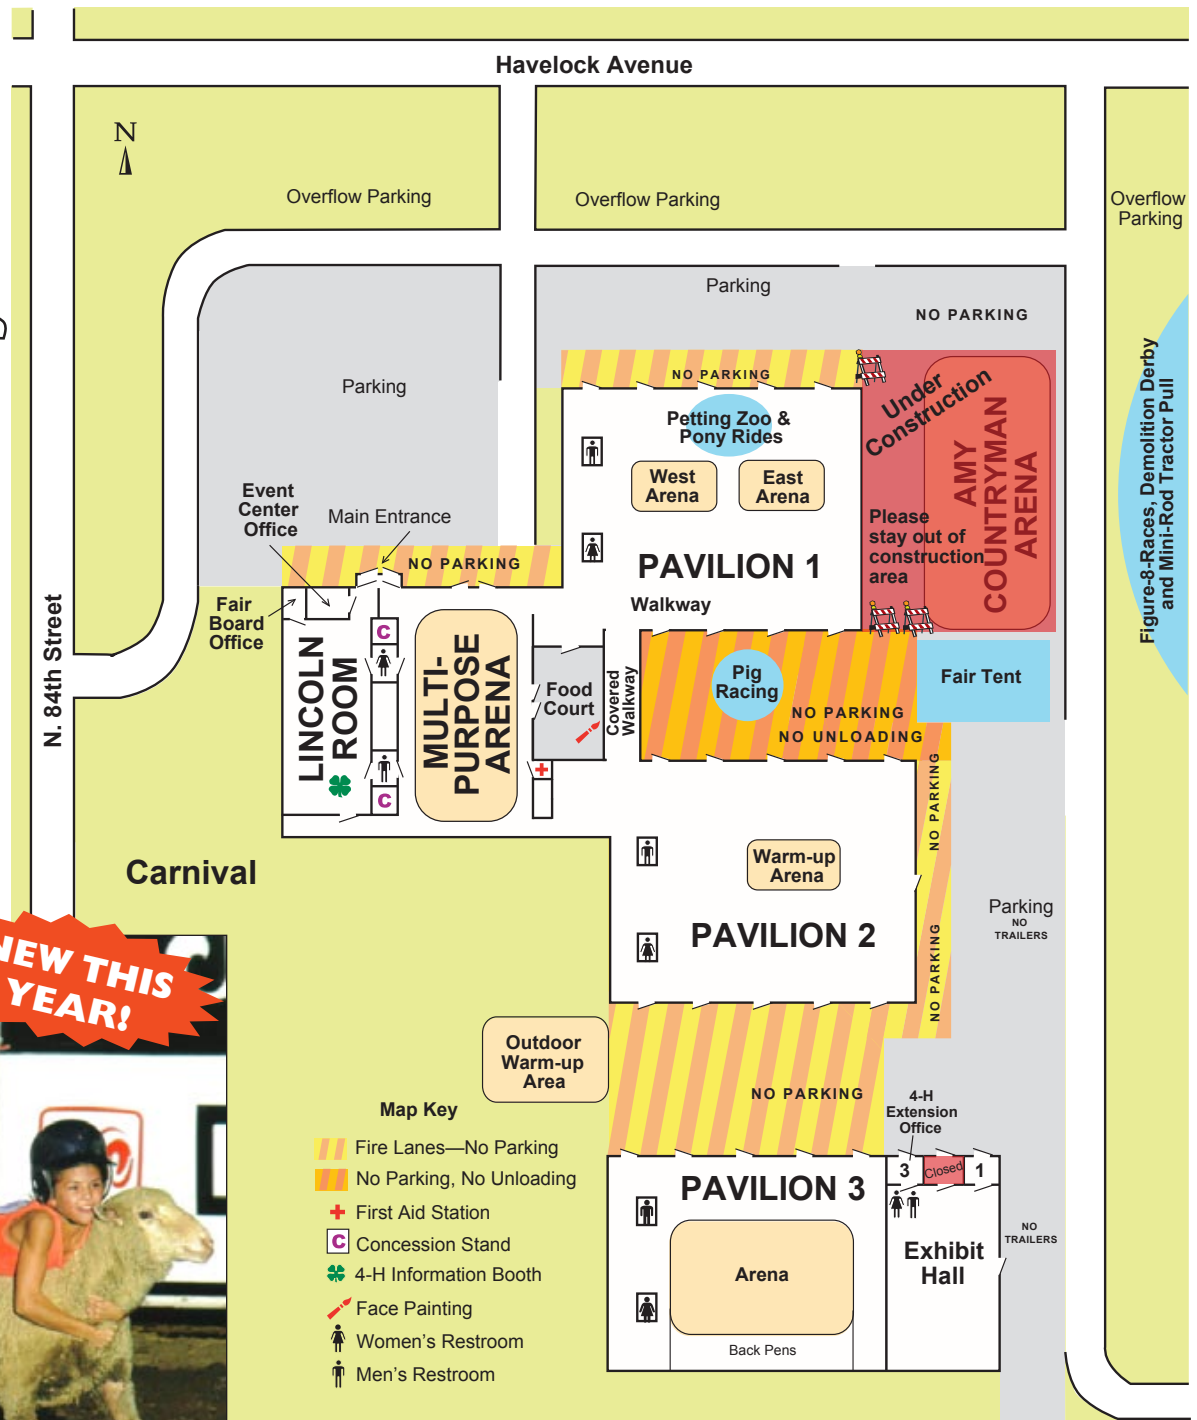 Havelock Avenue
N
Overflow Parking
Overflow Parking
Overflow
Parking
Parking
NO PARKING
Parking
NO PARKING
Under
Construction
AMY
COUNTRYMAN
ARENA
Please
stay out of
construction
area
Figure-8-Races, Demolition Derby
and Mini-Rod Tractor Pull
Petting Zoo &
Pony Rides
West
Arena
East
Arena
PAVILION 1
Walkway
Event
Center
Office
Main Entrance
NO PARKING
Fair
Board
Office
N. 84th Street
LINCOLN
ROOM
C
C
MULTI-
PURPOSE
ARENA
Food
Court
Covered
Walkway
Pig
Racing
NO PARKING
NO UNLOADING
Fair Tent
NO PARKING
NO PARKING
Warm-up
Arena
PAVILION 2
Parking
NO
TRAILERS
Carnival
NEW THIS
YEAR!
Outdoor
Warm-up
Area
NO PARKING
4-H
Extension
Office
3
Closed
1
PAVILION 3
Arena
Back Pens
Exhibit
Hall
NO
TRAILERS
Map Key
Fire Lanes—No Parking
No Parking, No Unloading
First Aid Station
C Concession Stand
4-H Information Booth
Face Painting
Women's Restroom
Men's Restroom